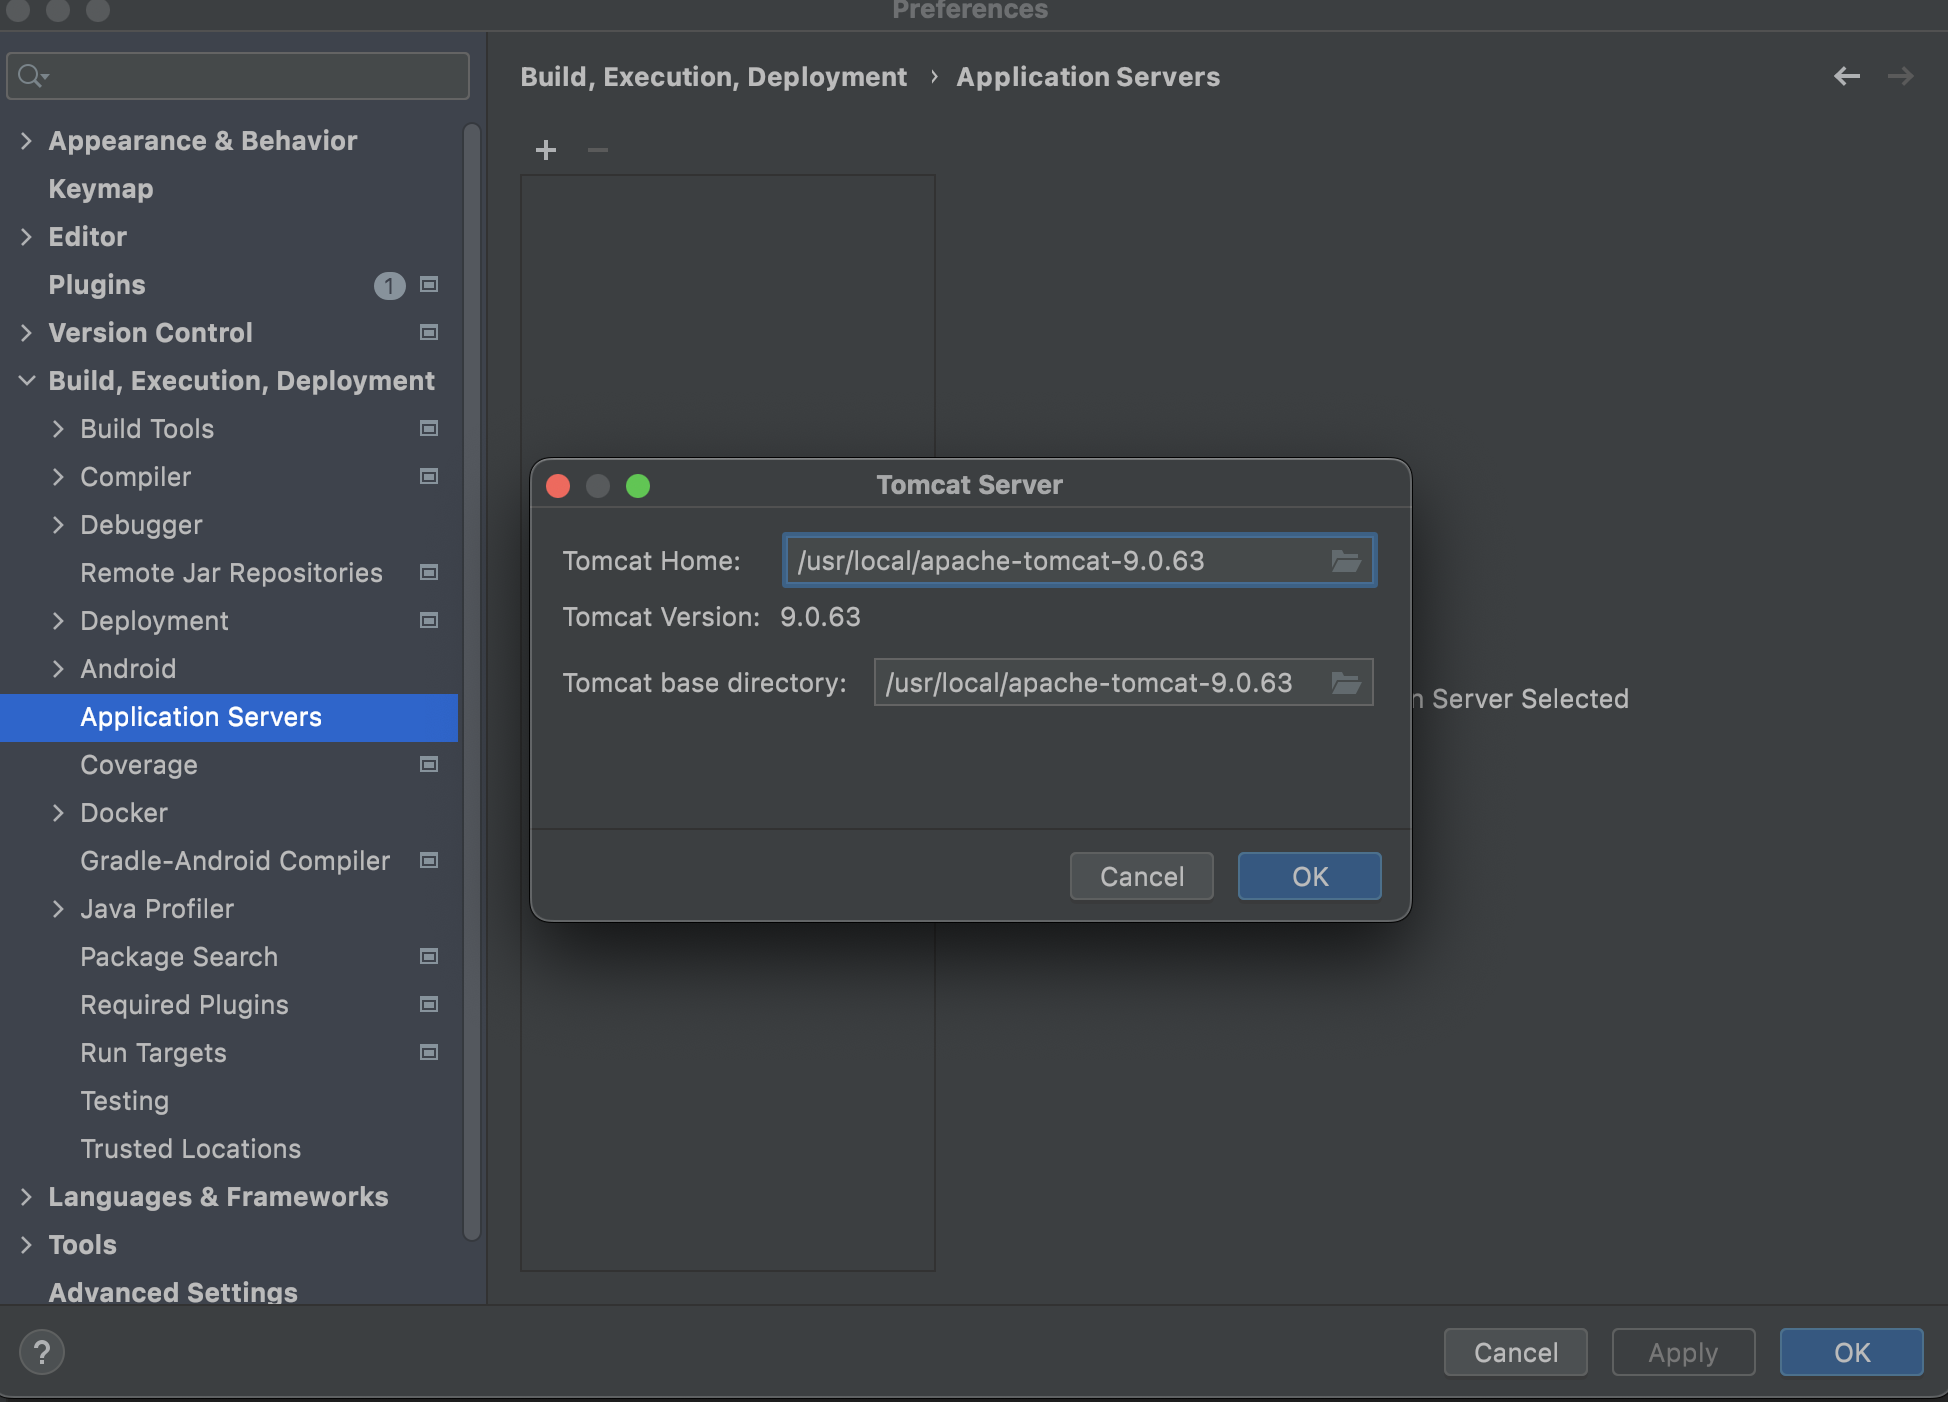 Preferences
Build, Execution, Deployment › Application Servers
Appearance & Behavior
Keymap
Editor
Plugins 1
Version Control
Build, Execution, Deployment
Build Tools
Compiler
Debugger
Remote Jar Repositories
Deployment
Android
Application Servers
Coverage
Docker
Gradle-Android Compiler
Java Profiler
Package Search
Required Plugins
Run Targets
Testing
Trusted Locations
Languages & Frameworks
Tools
Advanced Settings
Tomcat Server
Tomcat Home: /usr/local/apache-tomcat-9.0.63
Tomcat Version: 9.0.63
Tomcat base directory: /usr/local/apache-tomcat-9.0.63
Cancel OK
Server Selected
? Cancel Apply OK